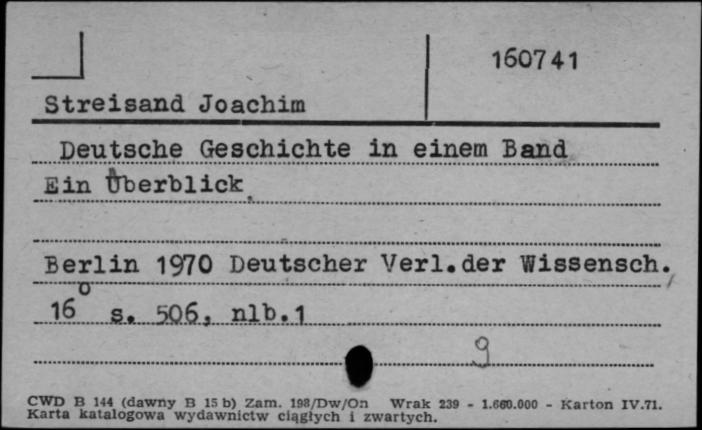 160741
Streisand Joachim
Deutsche Geschichte in einem Band
Ein Überblick
Berlin 1970 Deutscher Verl.der Wissensch.
16° s. 506, nlb.1
9
CWD B 144 (dawny B 15 b) Zam. 198/Dw/On Wrak 239 - 1.660.000 - Karton IV.71.
Karta katalogowa wydawnictw ciągłych i zwartych.